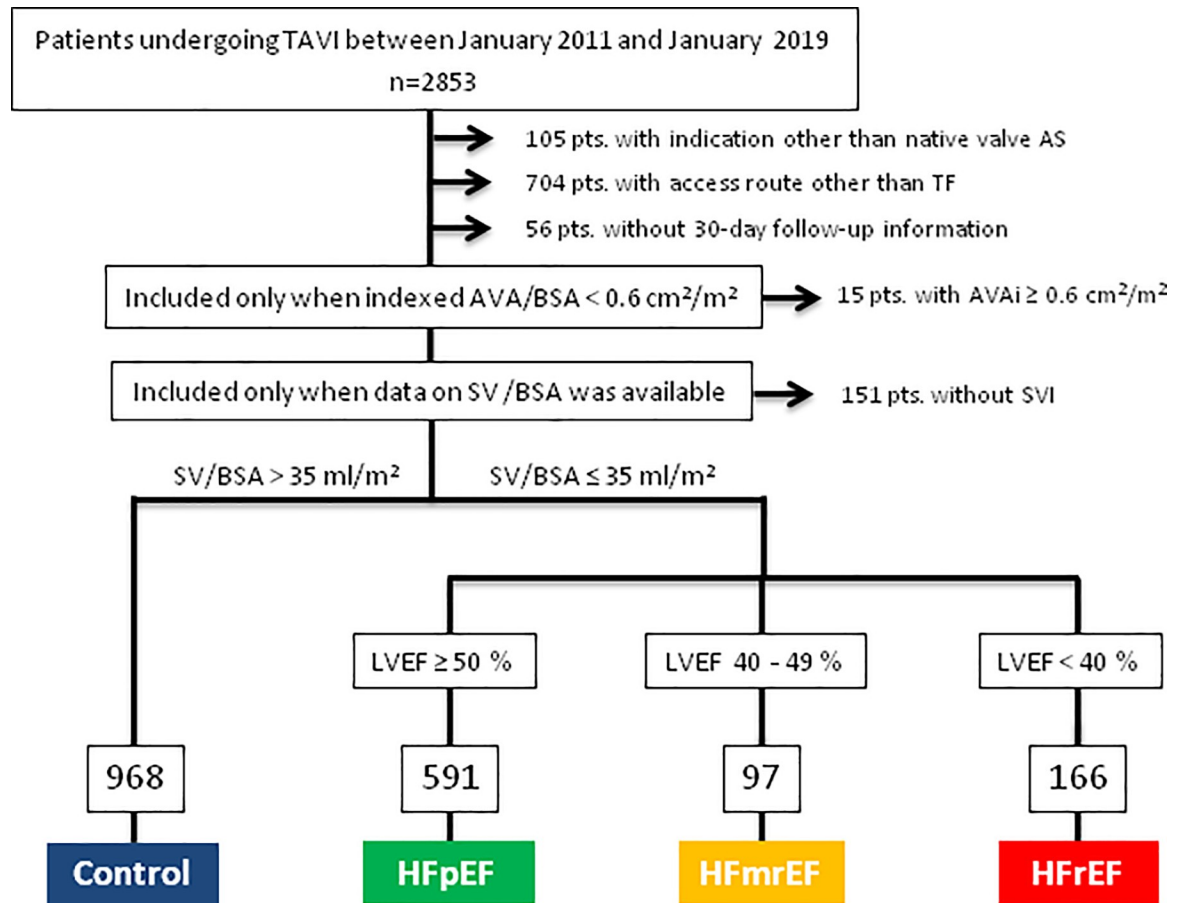 Patients undergoing TAVI between January 2011 and January 2019
n=2853
105 pts. with indication other than native valve AS
704 pts. with access route other than TF
56 pts. without 30-day follow-up information
Included only when indexed AVA/BSA < 0.6 cm²/m²
15 pts. with AVAi ≥ 0.6 cm²/m²
Included only when data on SV/BSA was available
151 pts. without SVI
SV/BSA > 35 ml/m²
SV/BSA ≤ 35 ml/m²
LVEF ≥ 50 %
LVEF 40 - 49 %
LVEF < 40 %
968
591
97
166
Control
HFpEF
HFmrEF
HFrEF